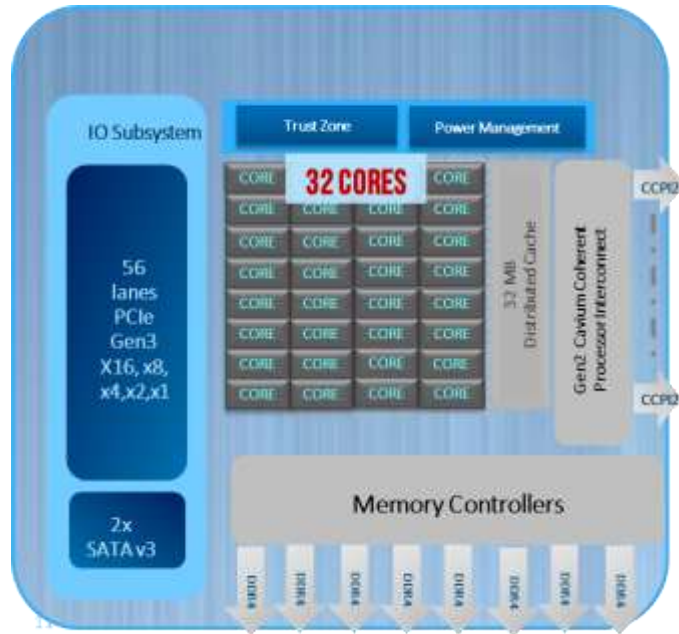 IO Subsystem
56
lanes
PCIe
Gen3
X16, x8,
x4,x2,x1
2x
SATA v3
Trust Zone
Power Management
32 CORES
CORE CORE
CORE CORE CORE CORE
CORE CORE CORE CORE
CORE CORE CORE CORE
CORE CORE CORE CORE
CORE CORE CORE CORE
CORE CORE CORE CORE
CORE CORE CORE CORE
32 MB
Distributed Cache
Gen2 Cavium Coherent
Processor Interconnect
CCPI2
CCPI2
Memory Controllers
DDR4 DDR4 DDR4 DDR4 DDR4 DDR4 DDR4 DDR4